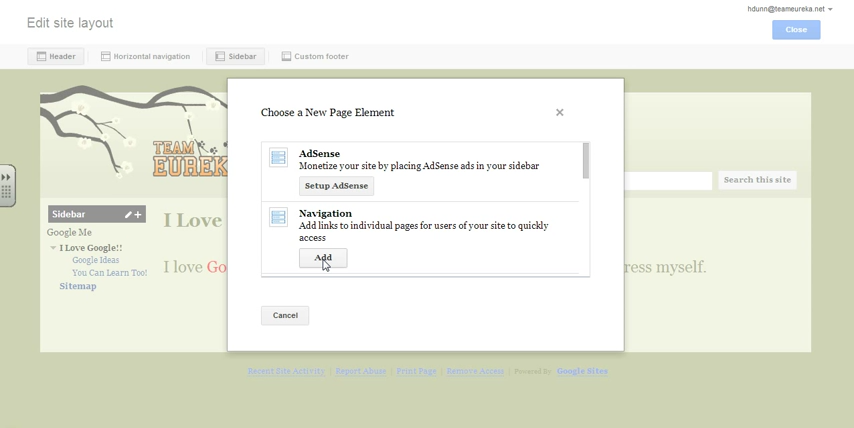 hdunn@teameureka.net
Edit site layout
Close
Header
Horizontal navigation
Sidebar
Custom footer
Choose a New Page Element
AdSense
Monetize your site by placing AdSense ads in your sidebar
Setup AdSense
Navigation
Add links to individual pages for users of your site to quickly
access
Add
Cancel
TEAM
EUREK
Search this site
Sidebar
Google Me
I Love Google!!
Google Ideas
You Can Learn Too!
Sitemap
I Love
I love Go
ress myself.
Recent Site Activity | Report Abuse | Print Page | Remove Access | Powered By Google Sites